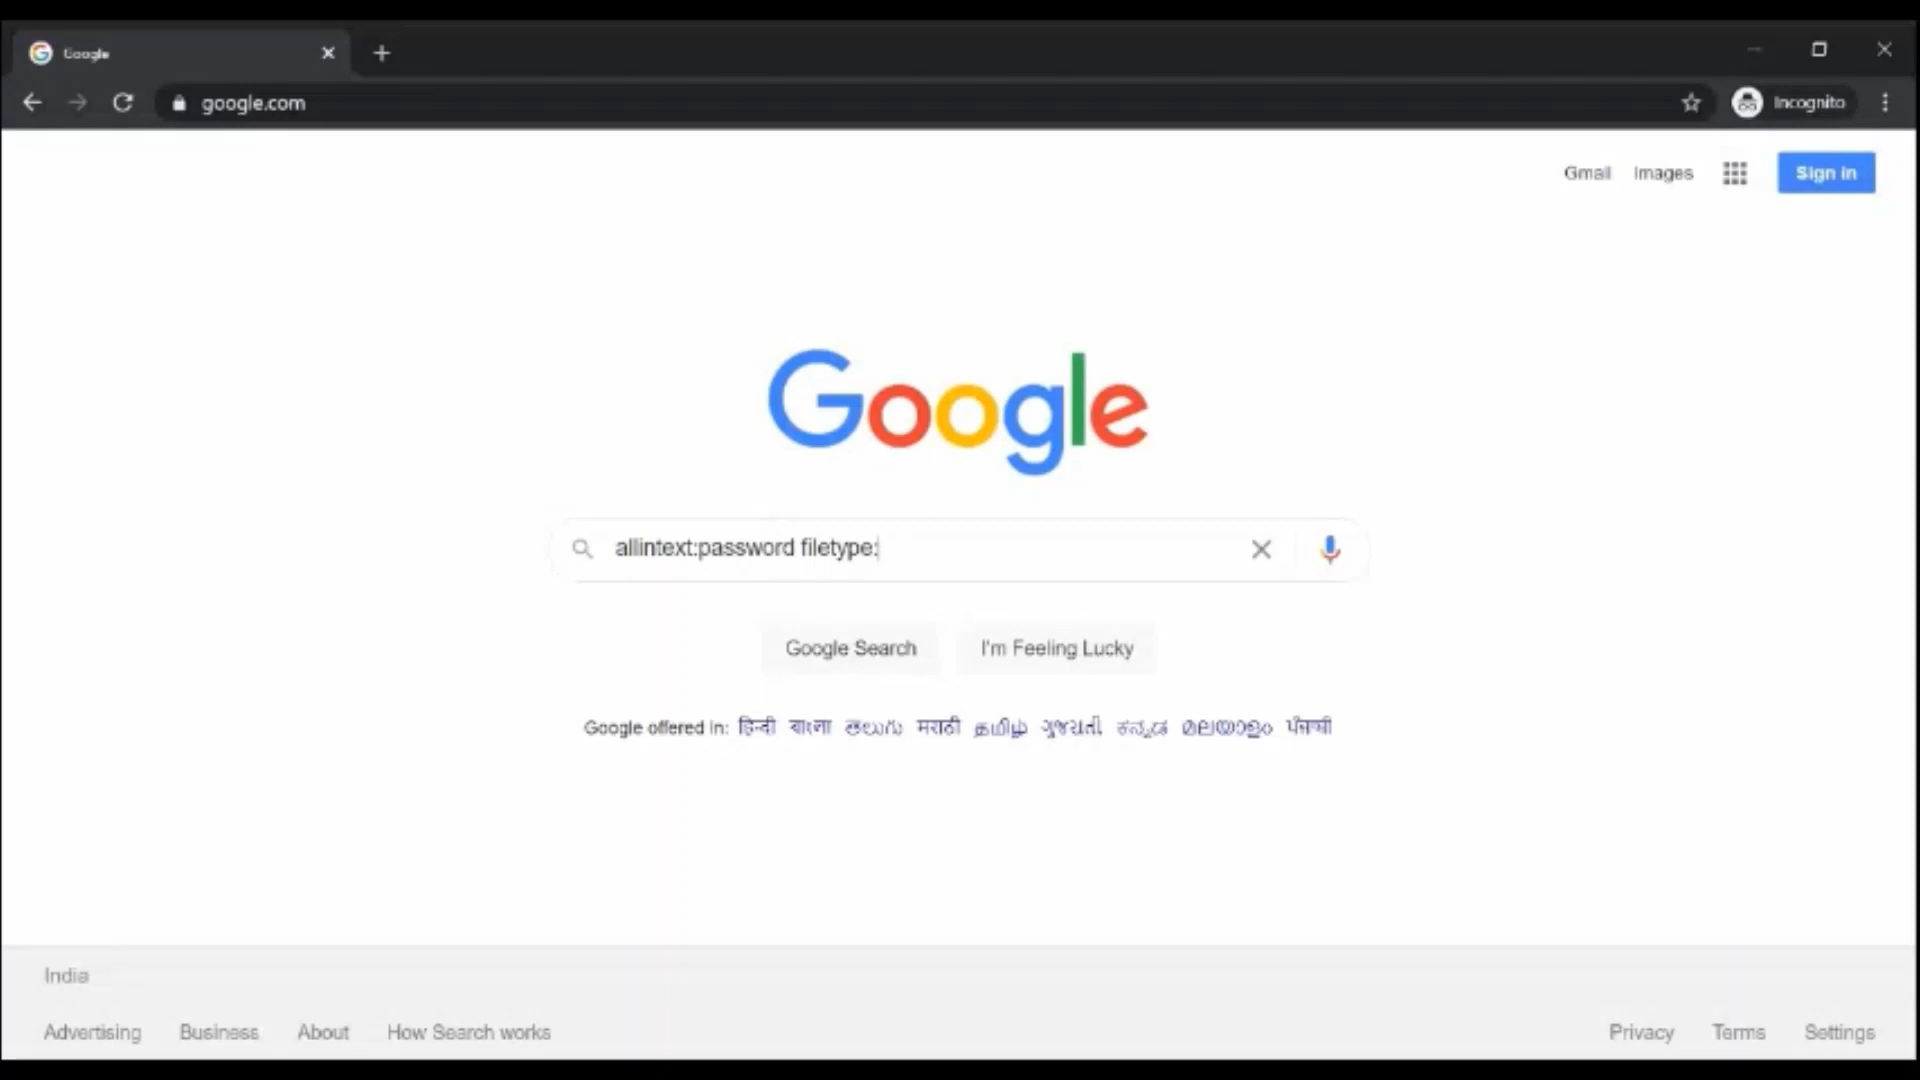 Google
google.com
Incognito
Gmail Images
Sign in
Google
allintext:password filetype:
Google Search I'm Feeling Lucky
Google offered in: हिन्दी বাংলা తెలుగు मराठी தமிழ் ગુજરાતી ಕನ್ನಡ മലയാളം ਪੰਜਾਬੀ
India
Advertising Business About How Search works Privacy Terms Settings